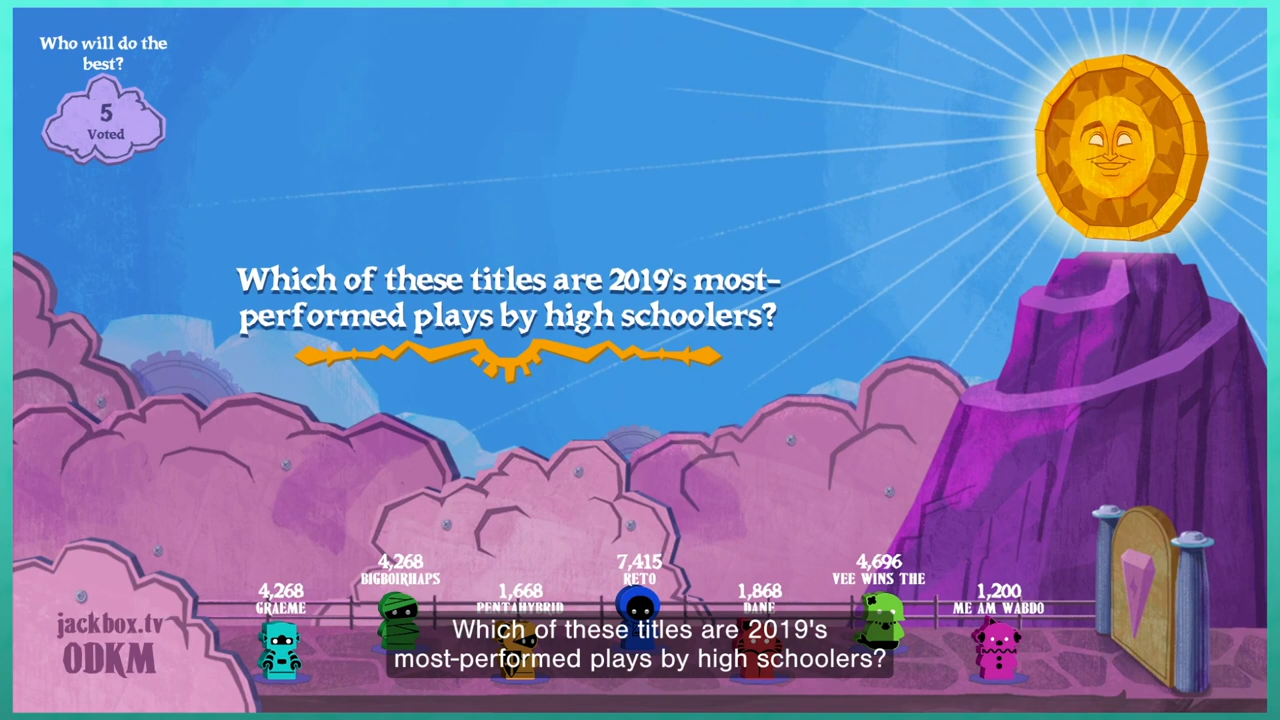 Who will do the
best?
5
Voted
Which of these titles are 2019's most-
performed plays by high schoolers?
4,268
GRAEME
4,268
BIGBOIRHAPS
1,668
PENTAHYBRID
7,415
RETO
1,868
DANE
4,696
VEE WINS THE
1,200
ME AM WABDO
jackbox.tv
ODKM
Which of these titles are 2019's
most-performed plays by high schoolers?